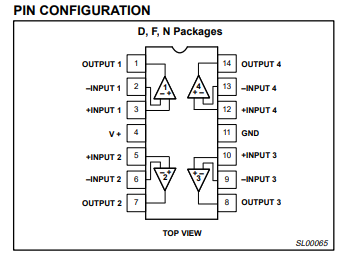 PIN CONFIGURATION
D, F, N Packages
OUTPUT 1 1 14 OUTPUT 4
–INPUT 1 2 1 4 13 –INPUT 4
– + + –
+INPUT 1 3 12 +INPUT 4
V + 4 11 GND
+INPUT 2 5 10 +INPUT 3
– + + –
–INPUT 2 6 2 3 9 –INPUT 3
OUTPUT 2 7 8 OUTPUT 3
TOP VIEW
SL00065